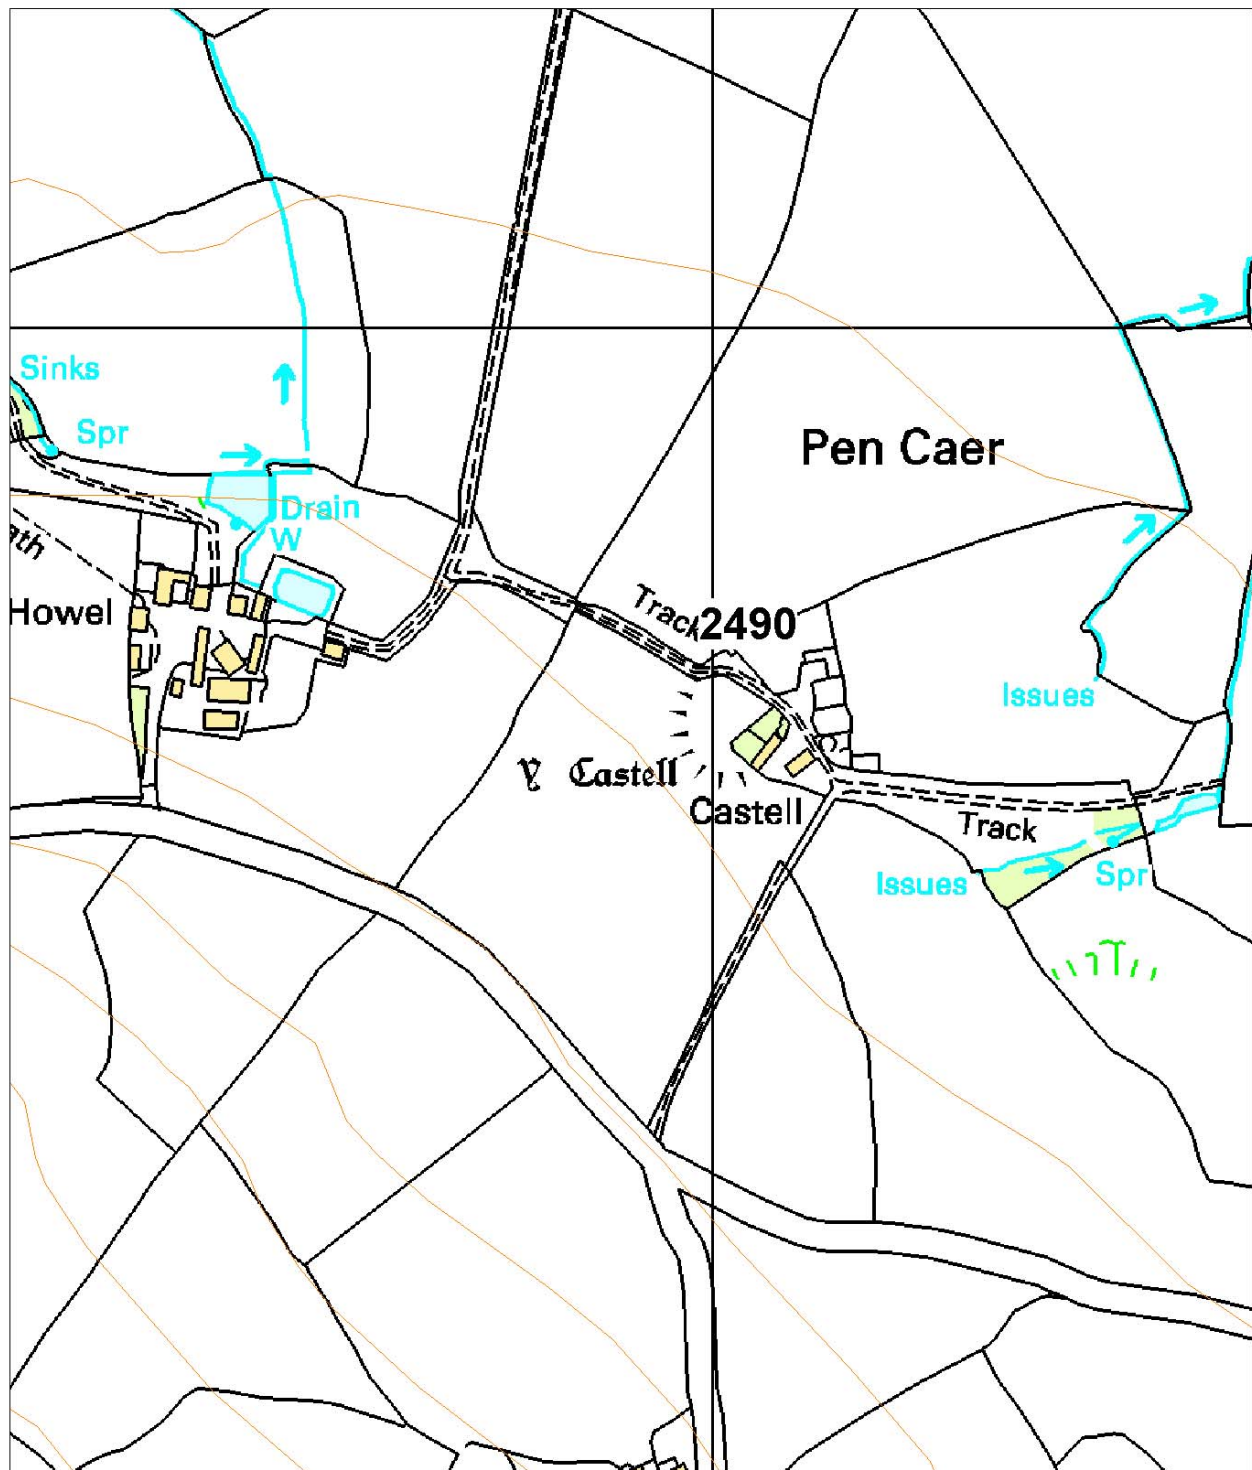 Sinks
Spr
Pen Caer
Drain
W
ath
Howel
Track
2490
Issues
Y Castell
Castell
Track
Issues
Spr